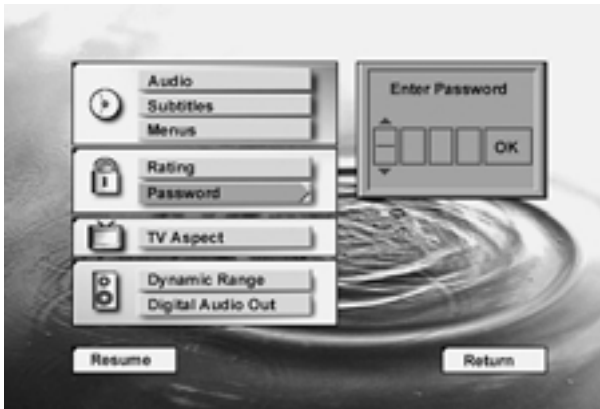 Audio
Subtitles
Menus
Rating
Password
TV Aspect
Dynamic Range
Digital Audio Out
Enter Password
OK
Resume
Return